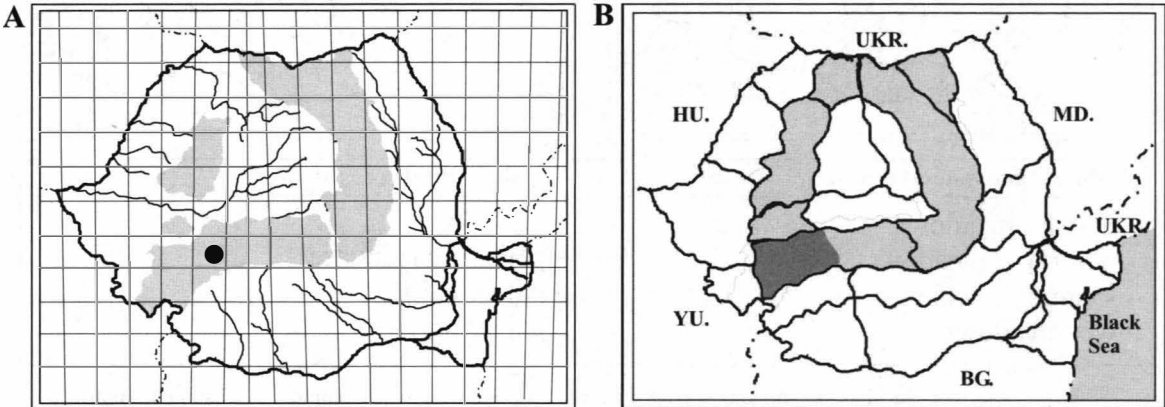 A
B
UKR.
HU.
MD.
UKR.
YU.
Black
Sea
BG.